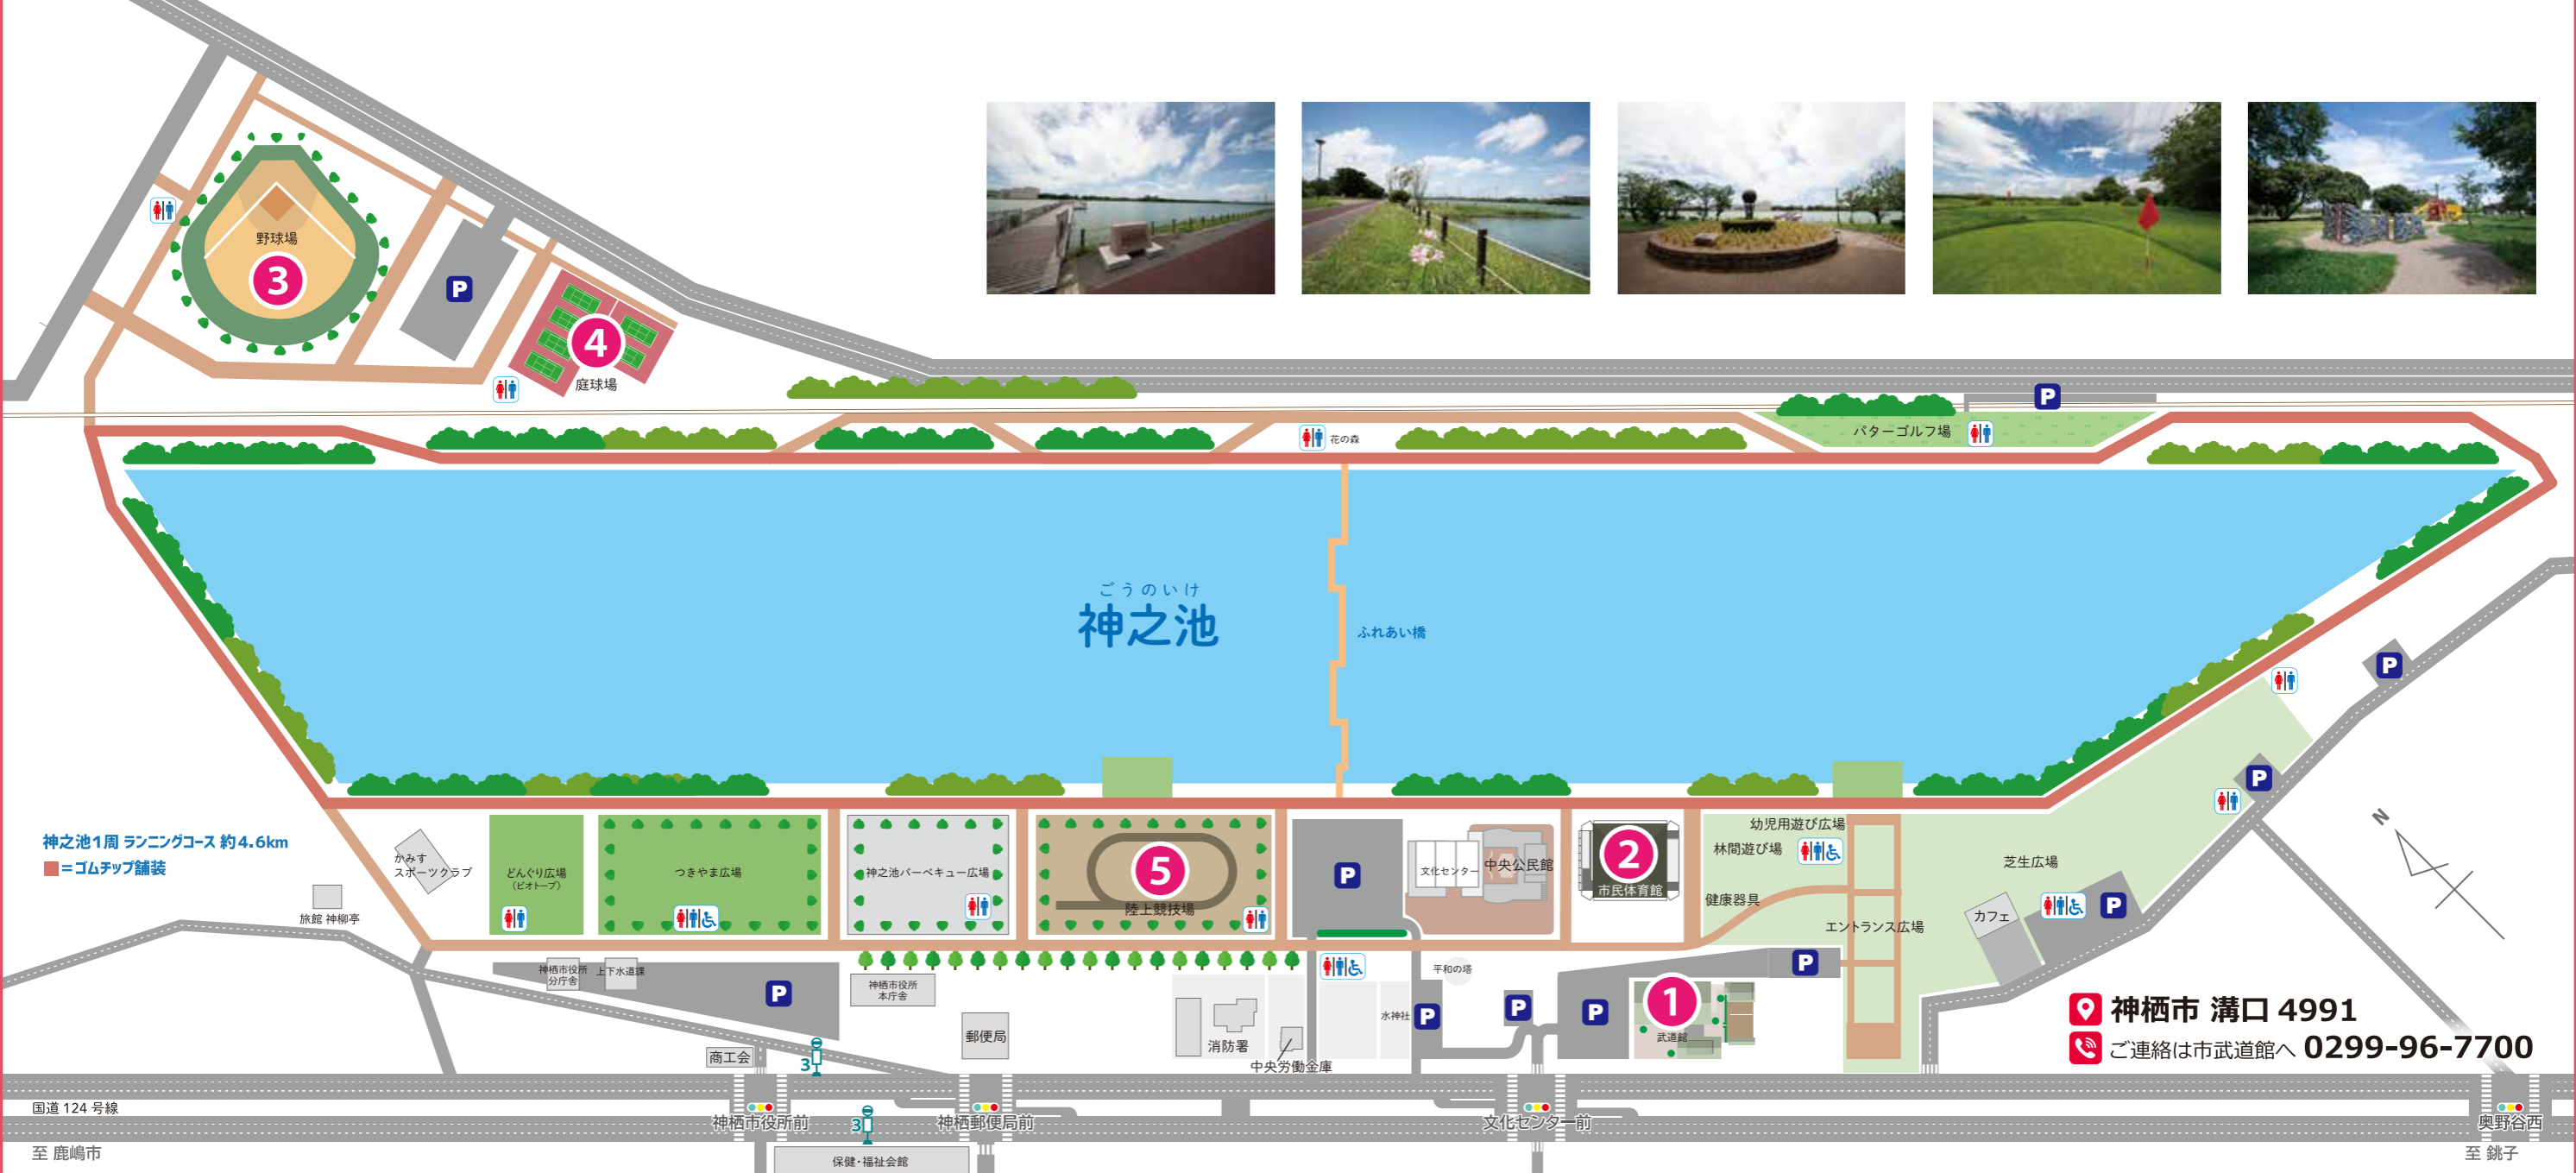 野球場
3
P
4
庭球場
P
パターゴルフ場
花の森
ごうのいけ
神之池
ふれあい橋
P
P
N
神之池1周 ランニングコース 約4.6km
=ゴムチップ舗装
かみす
スポーツクラブ
旅館 神柳亭
どんぐり広場
(ビオトープ)
つきやま広場
神之池バーベキュー広場
5
陸上競技場
P
文化センター
中央公民館
2
市民体育館
幼児用遊び広場
林間遊び場
健康器具
エントランス広場
芝生広場
カフェ
P
神栖市役所
分庁舎
上下水道課
P
神栖市役所
本庁舎
郵便局
商工会
3
消防署
中央労働金庫
水神社
平和の塔
P
P
P
P
1
武道館
神栖市 溝口 4991
ご連絡は市武道館へ 0299-96-7700
国道 124 号線
神栖市役所前
3
神栖郵便局前
文化センター前
奥野谷西
至 鹿嶋市
保健・福祉会館
至 銚子